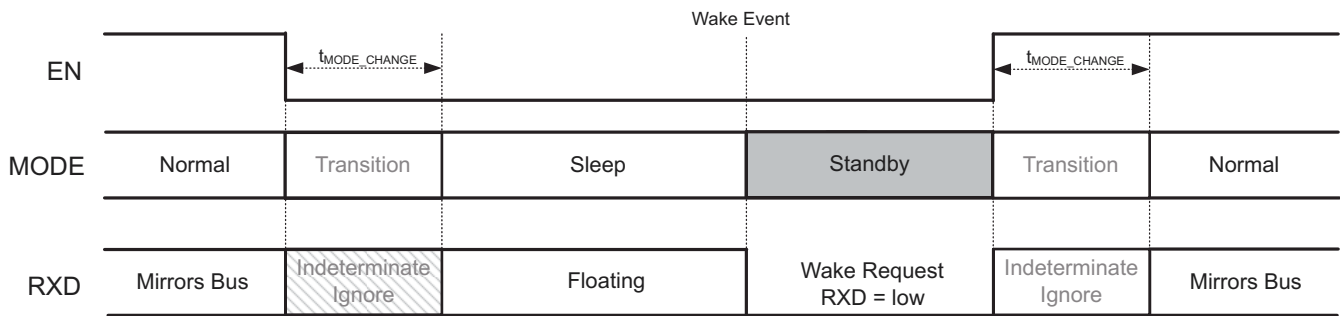 Wake Event
EN
tMODE_CHANGE
tMODE_CHANGE
MODE
Normal
Transition
Sleep
Standby
Transition
Normal
RXD
Mirrors Bus
Indeterminate
Ignore
Floating
Wake Request
RXD = low
Indeterminate
Ignore
Mirrors Bus